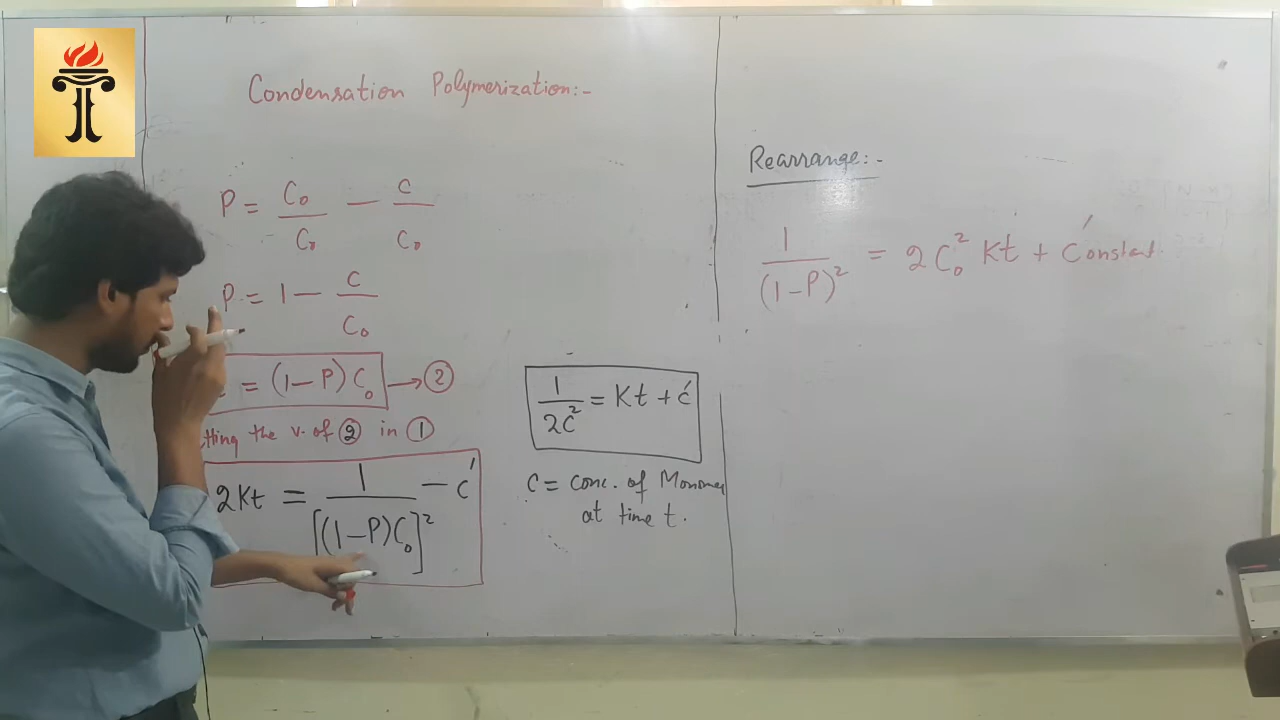 Condensation Polymerization:-
P = C₀/C₀ — C/C₀
P = 1 — C/C₀
= (1-P) C₀ → ②
the v. of ② in ①
2Kt = 1/[(1-P)C₀]² - c'
1/2C² = Kt + c'
C = Conc. of Monomer
at time t.
Rearrange:-
1/(1-P)² = 2C₀² Kt + Constant.